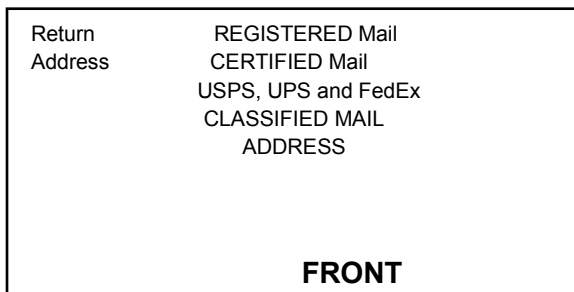 Return REGISTERED Mail
Address CERTIFIED Mail
USPS, UPS and FedEx
CLASSIFIED MAIL
ADDRESS
FRONT